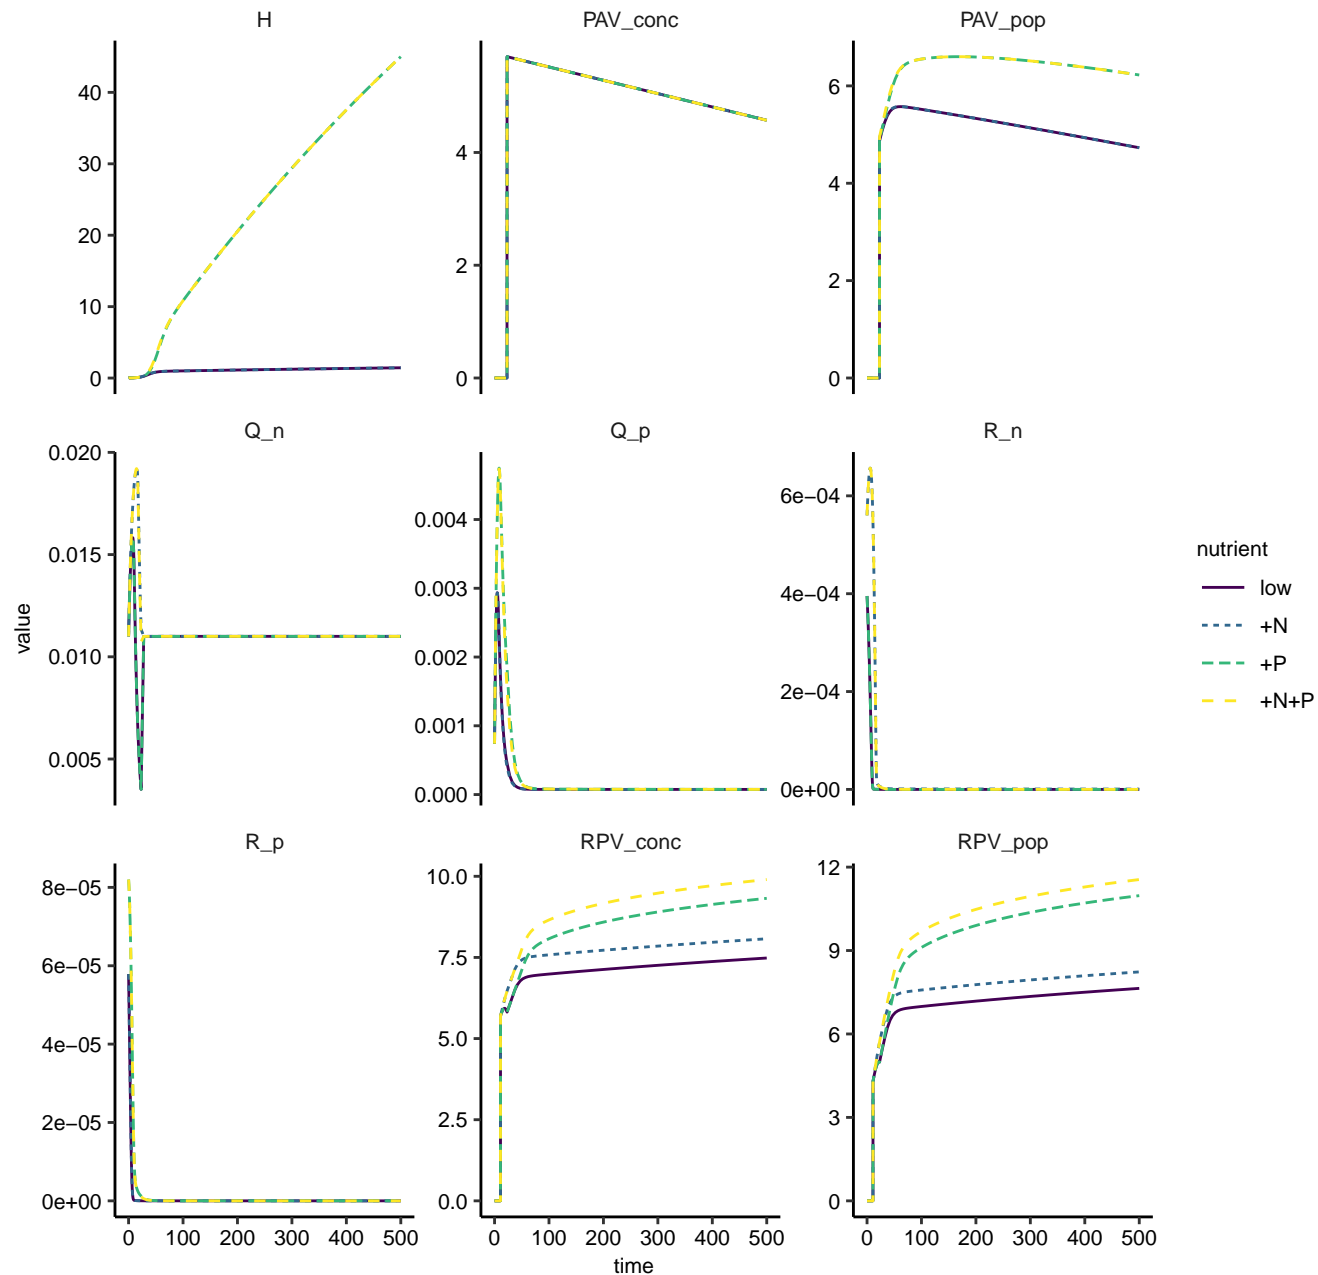 H
PAV_conc
PAV_pop
40
30
20
10
0
4
2
0
6
4
2
0
Q_n
Q_p
R_n
0.020
0.015
0.010
0.005
0.004
0.003
0.002
0.001
0.000
6e−04
4e−04
2e−04
0e+00
R_p
RPV_conc
RPV_pop
8e−05
6e−05
4e−05
2e−05
0e+00
10.0
7.5
5.0
2.5
0.0
12
9
6
3
0
0 100 200 300 400 500
0 100 200 300 400 500
0 100 200 300 400 500
time
value
nutrient
low
+N
+P
+N+P